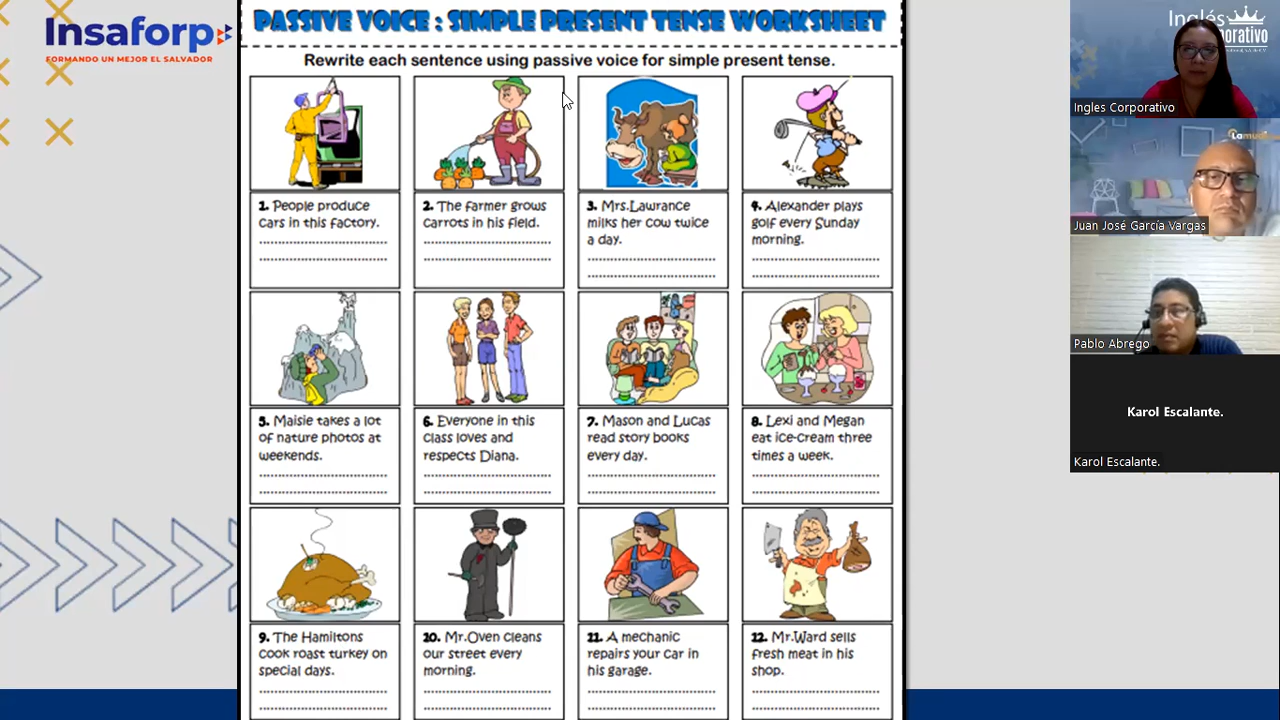 Insaforp
FORMANDO UN MEJOR EL SALVADOR
PASSIVE VOICE : SIMPLE PRESENT TENSE WORKSHEET
Rewrite each sentence using passive voice for simple present tense.
1. People produce
cars in this factory.
2. The farmer grows
carrots in his field.
3. Mrs.Lawrance
milks her cow twice
a day.
4. Alexander plays
golf every Sunday
morning.
5. Maisie takes a lot
of nature photos at
weekends.
6. Everyone in this
class loves and
respects Diana.
7. Mason and Lucas
read story books
every day.
8. Lexi and Megan
eat ice-cream three
times a week.
9. The Hamiltons
cook roast turkey on
special days.
10. Mr.Oven cleans
our street every
morning.
11. A mechanic
repairs your car in
his garage.
12. Mr.Ward sells
fresh meat in his
shop.
Inglés
Ingles Corporativo
Juan José García Vargas
Pablo Abrego
Karol Escalante.
Karol Escalante.